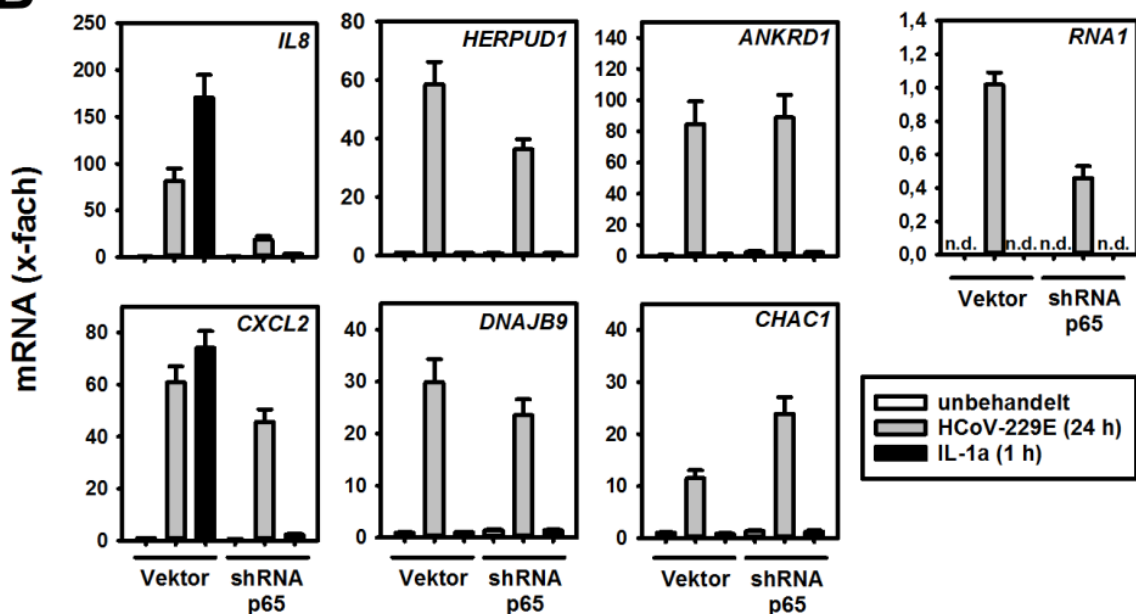 B
mRNA (x-fach)
IL8
250
200
150
100
50
0
HERPUD1
80
60
40
20
0
ANKRD1
140
120
100
80
60
40
20
0
RNA1
1,4
1,2
1,0
0,8
0,6
0,4
0,2
0,0
n.d. n.d. n.d. n.d.
Vektor shRNA
p65
CXCL2
80
60
40
20
0
Vektor shRNA
p65
DNAJB9
40
30
20
10
0
Vektor shRNA
p65
CHAC1
40
30
20
10
0
Vektor shRNA
p65
unbehandelt
HCoV-229E (24 h)
IL-1a (1 h)